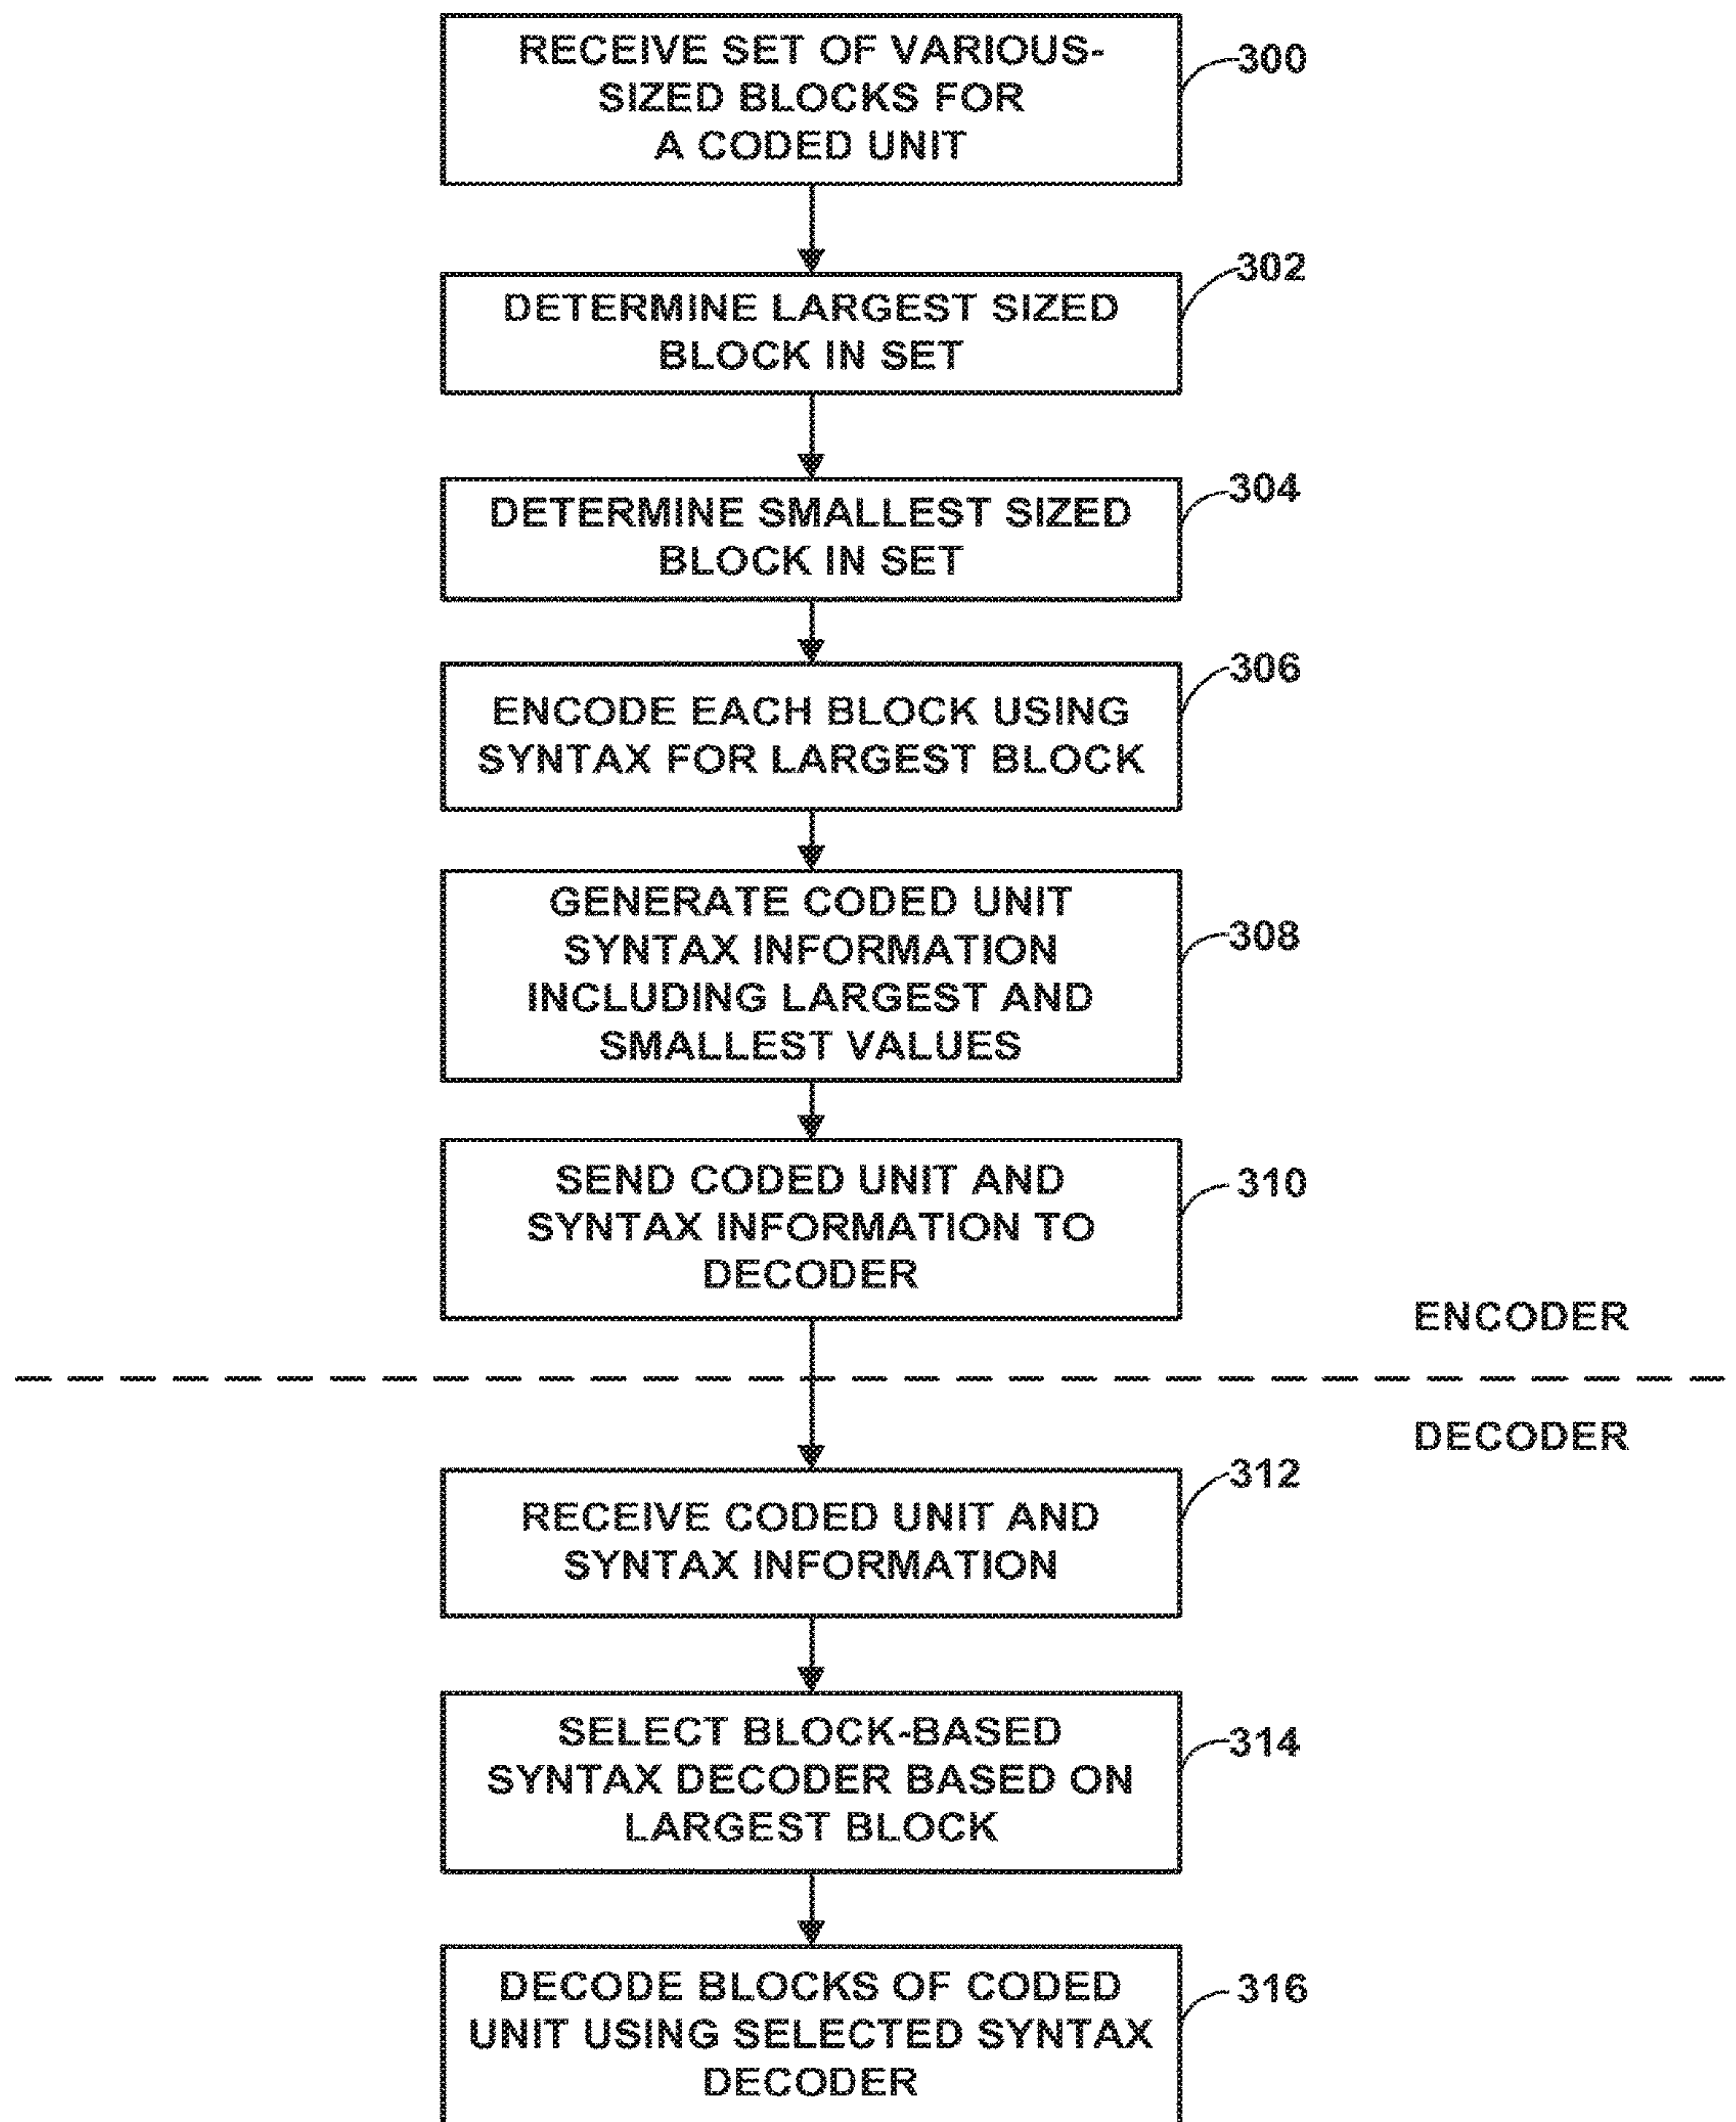 RECEIVE SET OF VARIOUS-
SIZED BLOCKS FOR
A CODED UNIT
300
DETERMINE LARGEST SIZED
BLOCK IN SET
302
DETERMINE SMALLEST SIZED
BLOCK IN SET
304
ENCODE EACH BLOCK USING
SYNTAX FOR LARGEST BLOCK
306
GENERATE CODED UNIT
SYNTAX INFORMATION
INCLUDING LARGEST AND
SMALLEST VALUES
308
SEND CODED UNIT AND
SYNTAX INFORMATION TO
DECODER
310
ENCODER
DECODER
RECEIVE CODED UNIT AND
SYNTAX INFORMATION
312
SELECT BLOCK-BASED
SYNTAX DECODER BASED ON
LARGEST BLOCK
314
DECODE BLOCKS OF CODED
UNIT USING SELECTED SYNTAX
DECODER
316